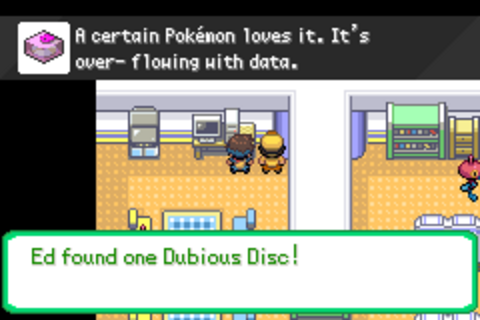 A certain Pokémon loves it. It's
over- flowing with data.
Ed found one Dubious Disc!